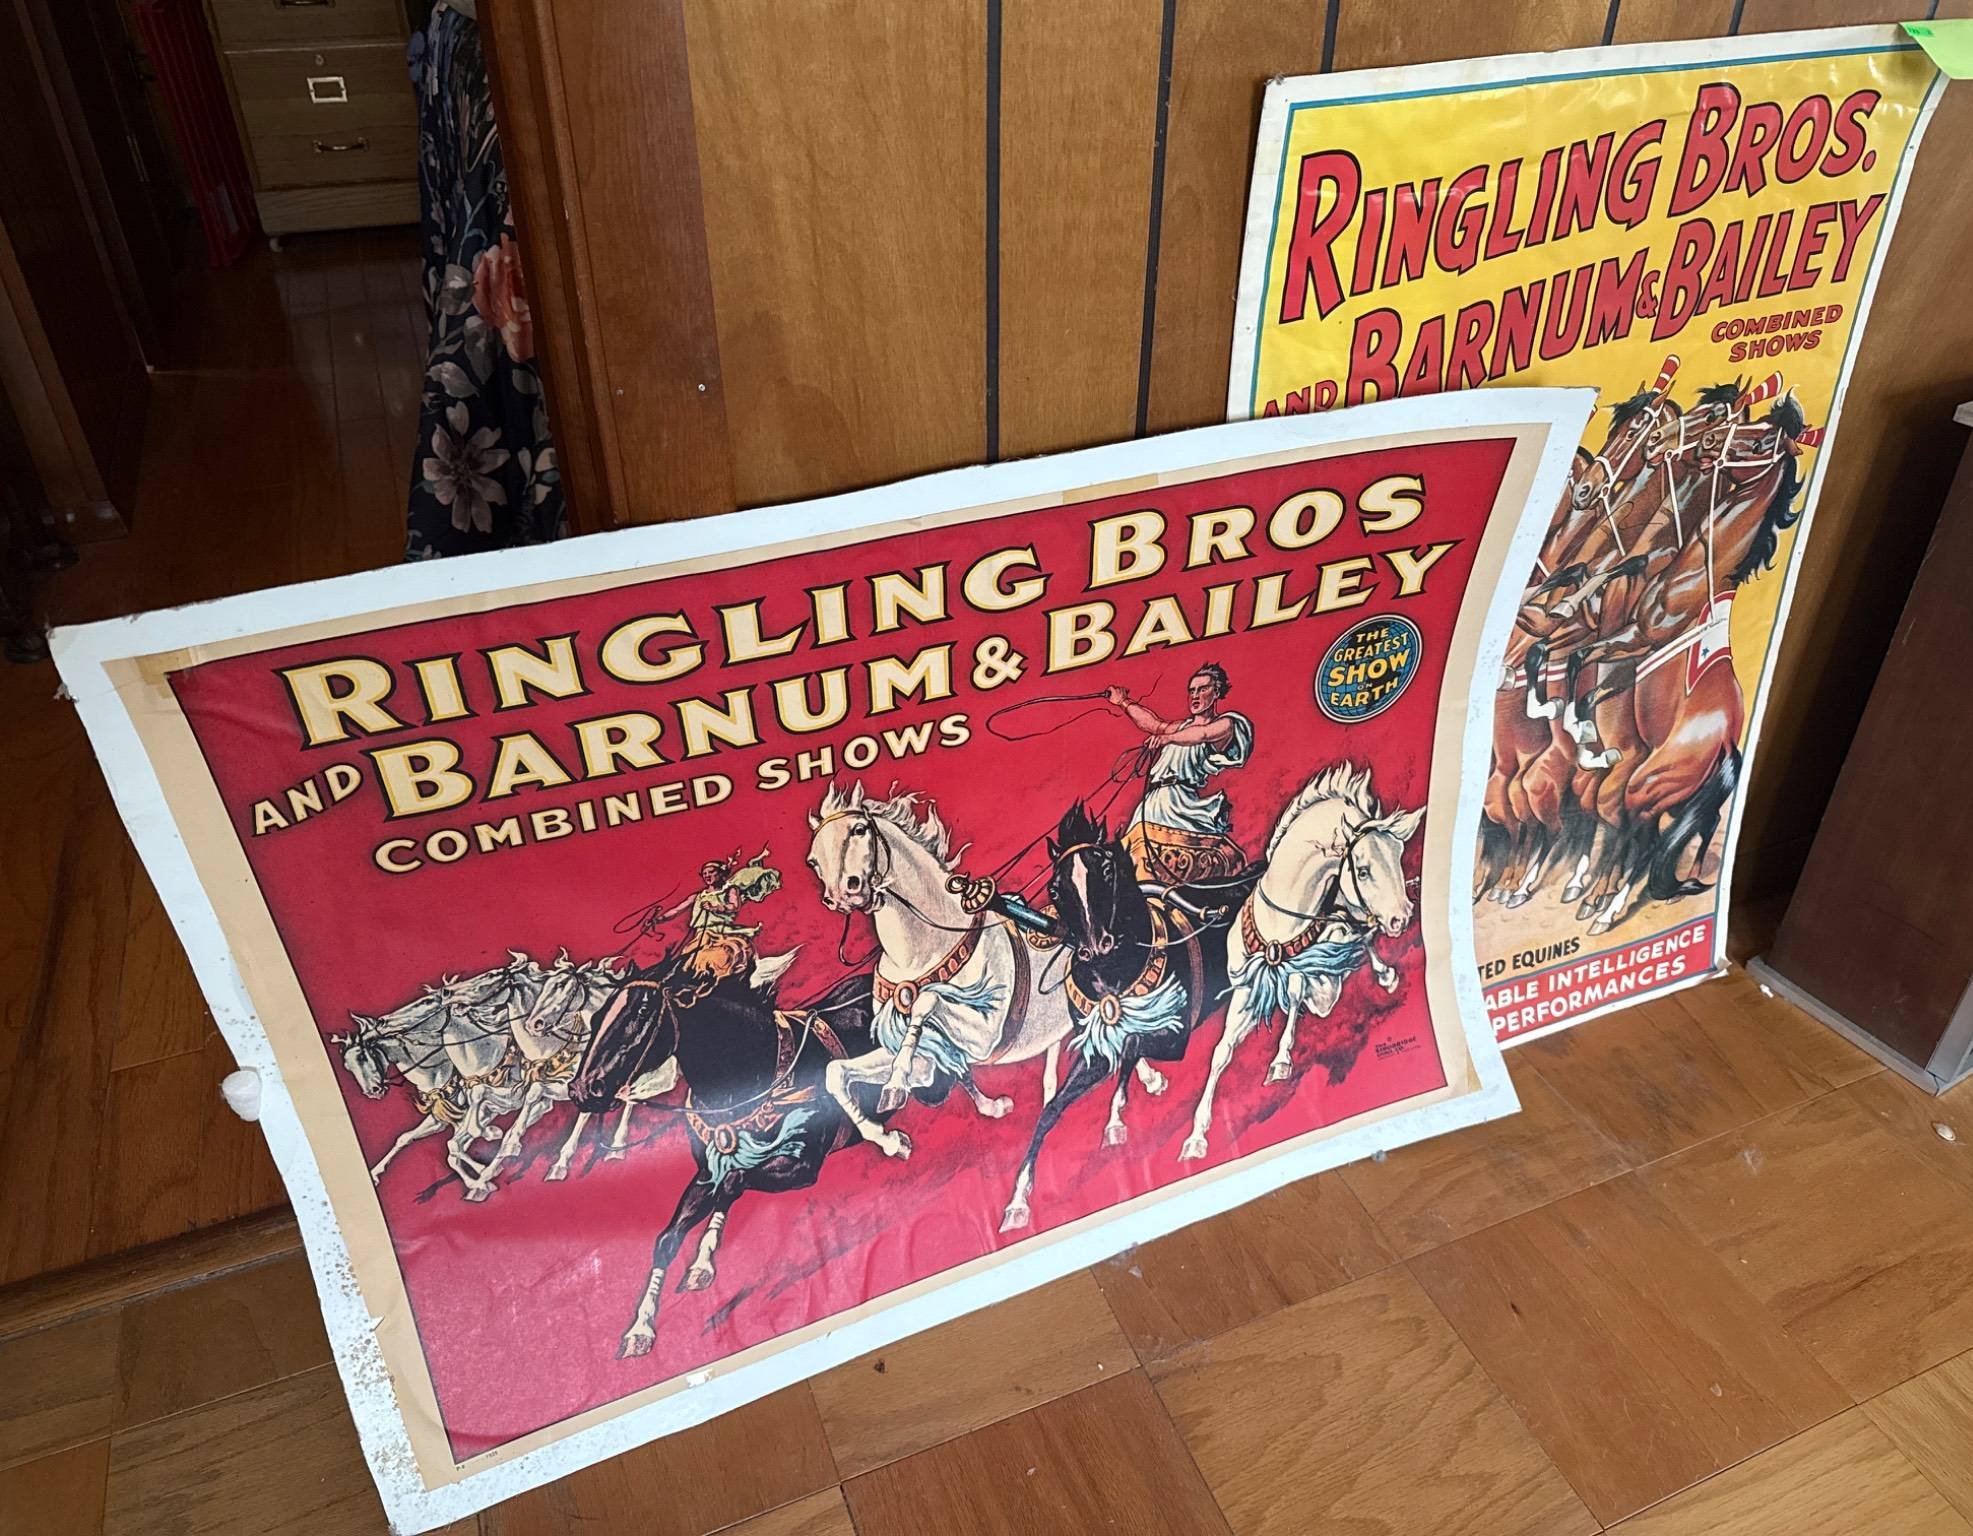 RINGLING BROS
AND BARNUM & BAILEY
COMBINED SHOWS
THE
GREATEST
SHOW
ON
EARTH
RINGLING BROS.
AND BARNUM & BAILEY
COMBINED
SHOWS
TED EQUINES
ABLE INTELLIGENCE
PERFORMANCES